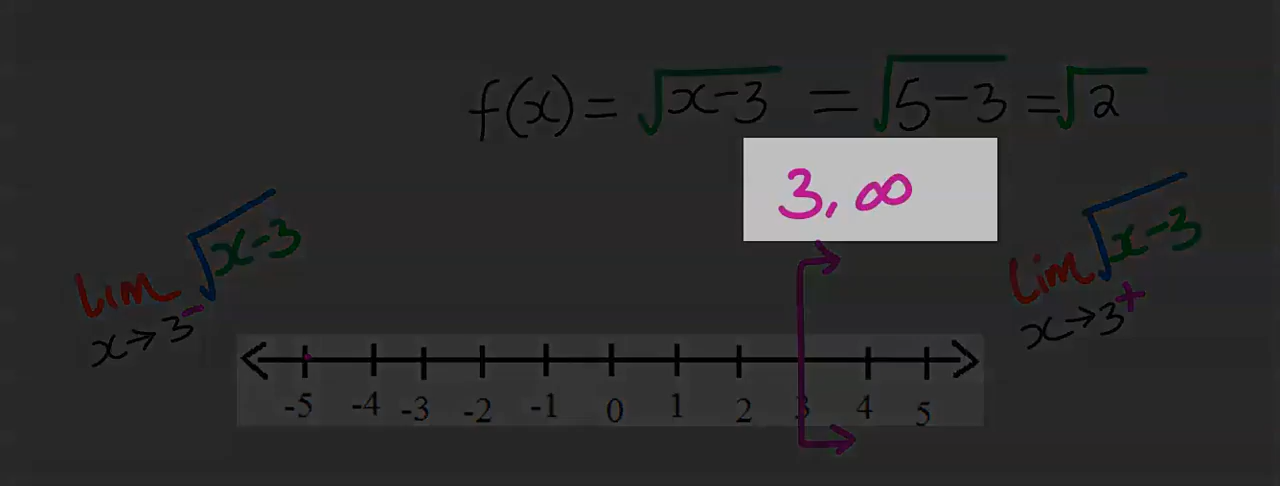 f(x) = √x-3 = √5-3 = √2
3, ∞
lim √x-3
x→3⁻
lim √x-3
x→3⁺
-5 -4 -3 -2 -1 0 1 2 3 4 5